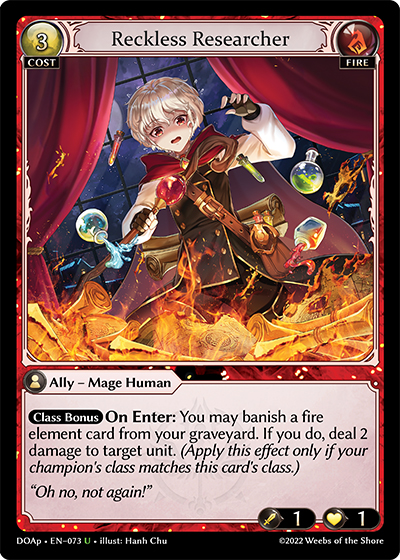 3
Reckless Researcher
COST
FIRE
Ally – Mage Human
Class Bonus On Enter: You may banish a fire
element card from your graveyard. If you do, deal 2
damage to target unit. (Apply this effect only if your
champion's class matches this card's class.)
“Oh no, not again!”
1
1
DOAp • EN-073 U • illust: Hanh Chu
©2022 Weebs of the Shore